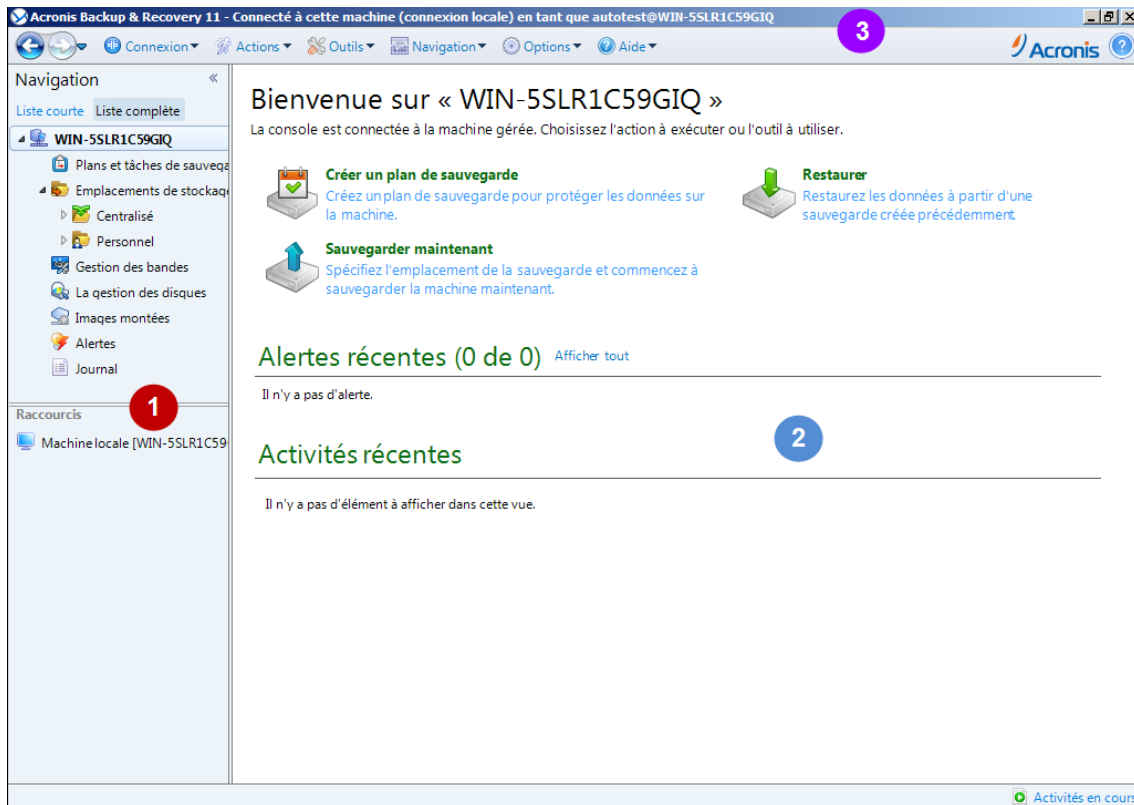 Acronis Backup & Recovery 11 - Connecté à cette machine (connexion locale) en tant que autotest@WIN-5SLR1C59GIQ
3
Connexion Actions Outils Navigation Options Aide Acronis ?
Navigation «
Liste courte Liste complète
WIN-5SLR1C59GIQ
Plans et tâches de sauvega
Emplacements de stockag
Centralisé
Personnel
Gestion des bandes
La gestion des disques
Images montées
Alertes
Journal
1
Raccourcis
Machine locale [WIN-5SLR1C59
Bienvenue sur « WIN-5SLR1C59GIQ »
La console est connectée à la machine gérée. Choisissez l'action à exécuter ou l'outil à utiliser.
Créer un plan de sauvegarde
Créez un plan de sauvegarde pour protéger les données sur
la machine.
Restaurer
Restaurez les données à partir d'une
sauvegarde créée précédemment.
Sauvegarder maintenant
Spécifiez l'emplacement de la sauvegarde et commencez à
sauvegarder la machine maintenant.
Alertes récentes (0 de 0) Afficher tout
Il n'y a pas d'alerte.
2
Activités récentes
Il n'y a pas d'élément à afficher dans cette vue.
Activités en cours